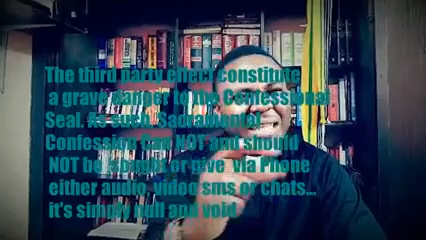 The third party effect constitute
a grave danger to the Confessional
Seal. As such, Sacramental
Confession Can NOT and should
NOT be or give via Phone
either audio, video sms or chats...
it's simply null and void